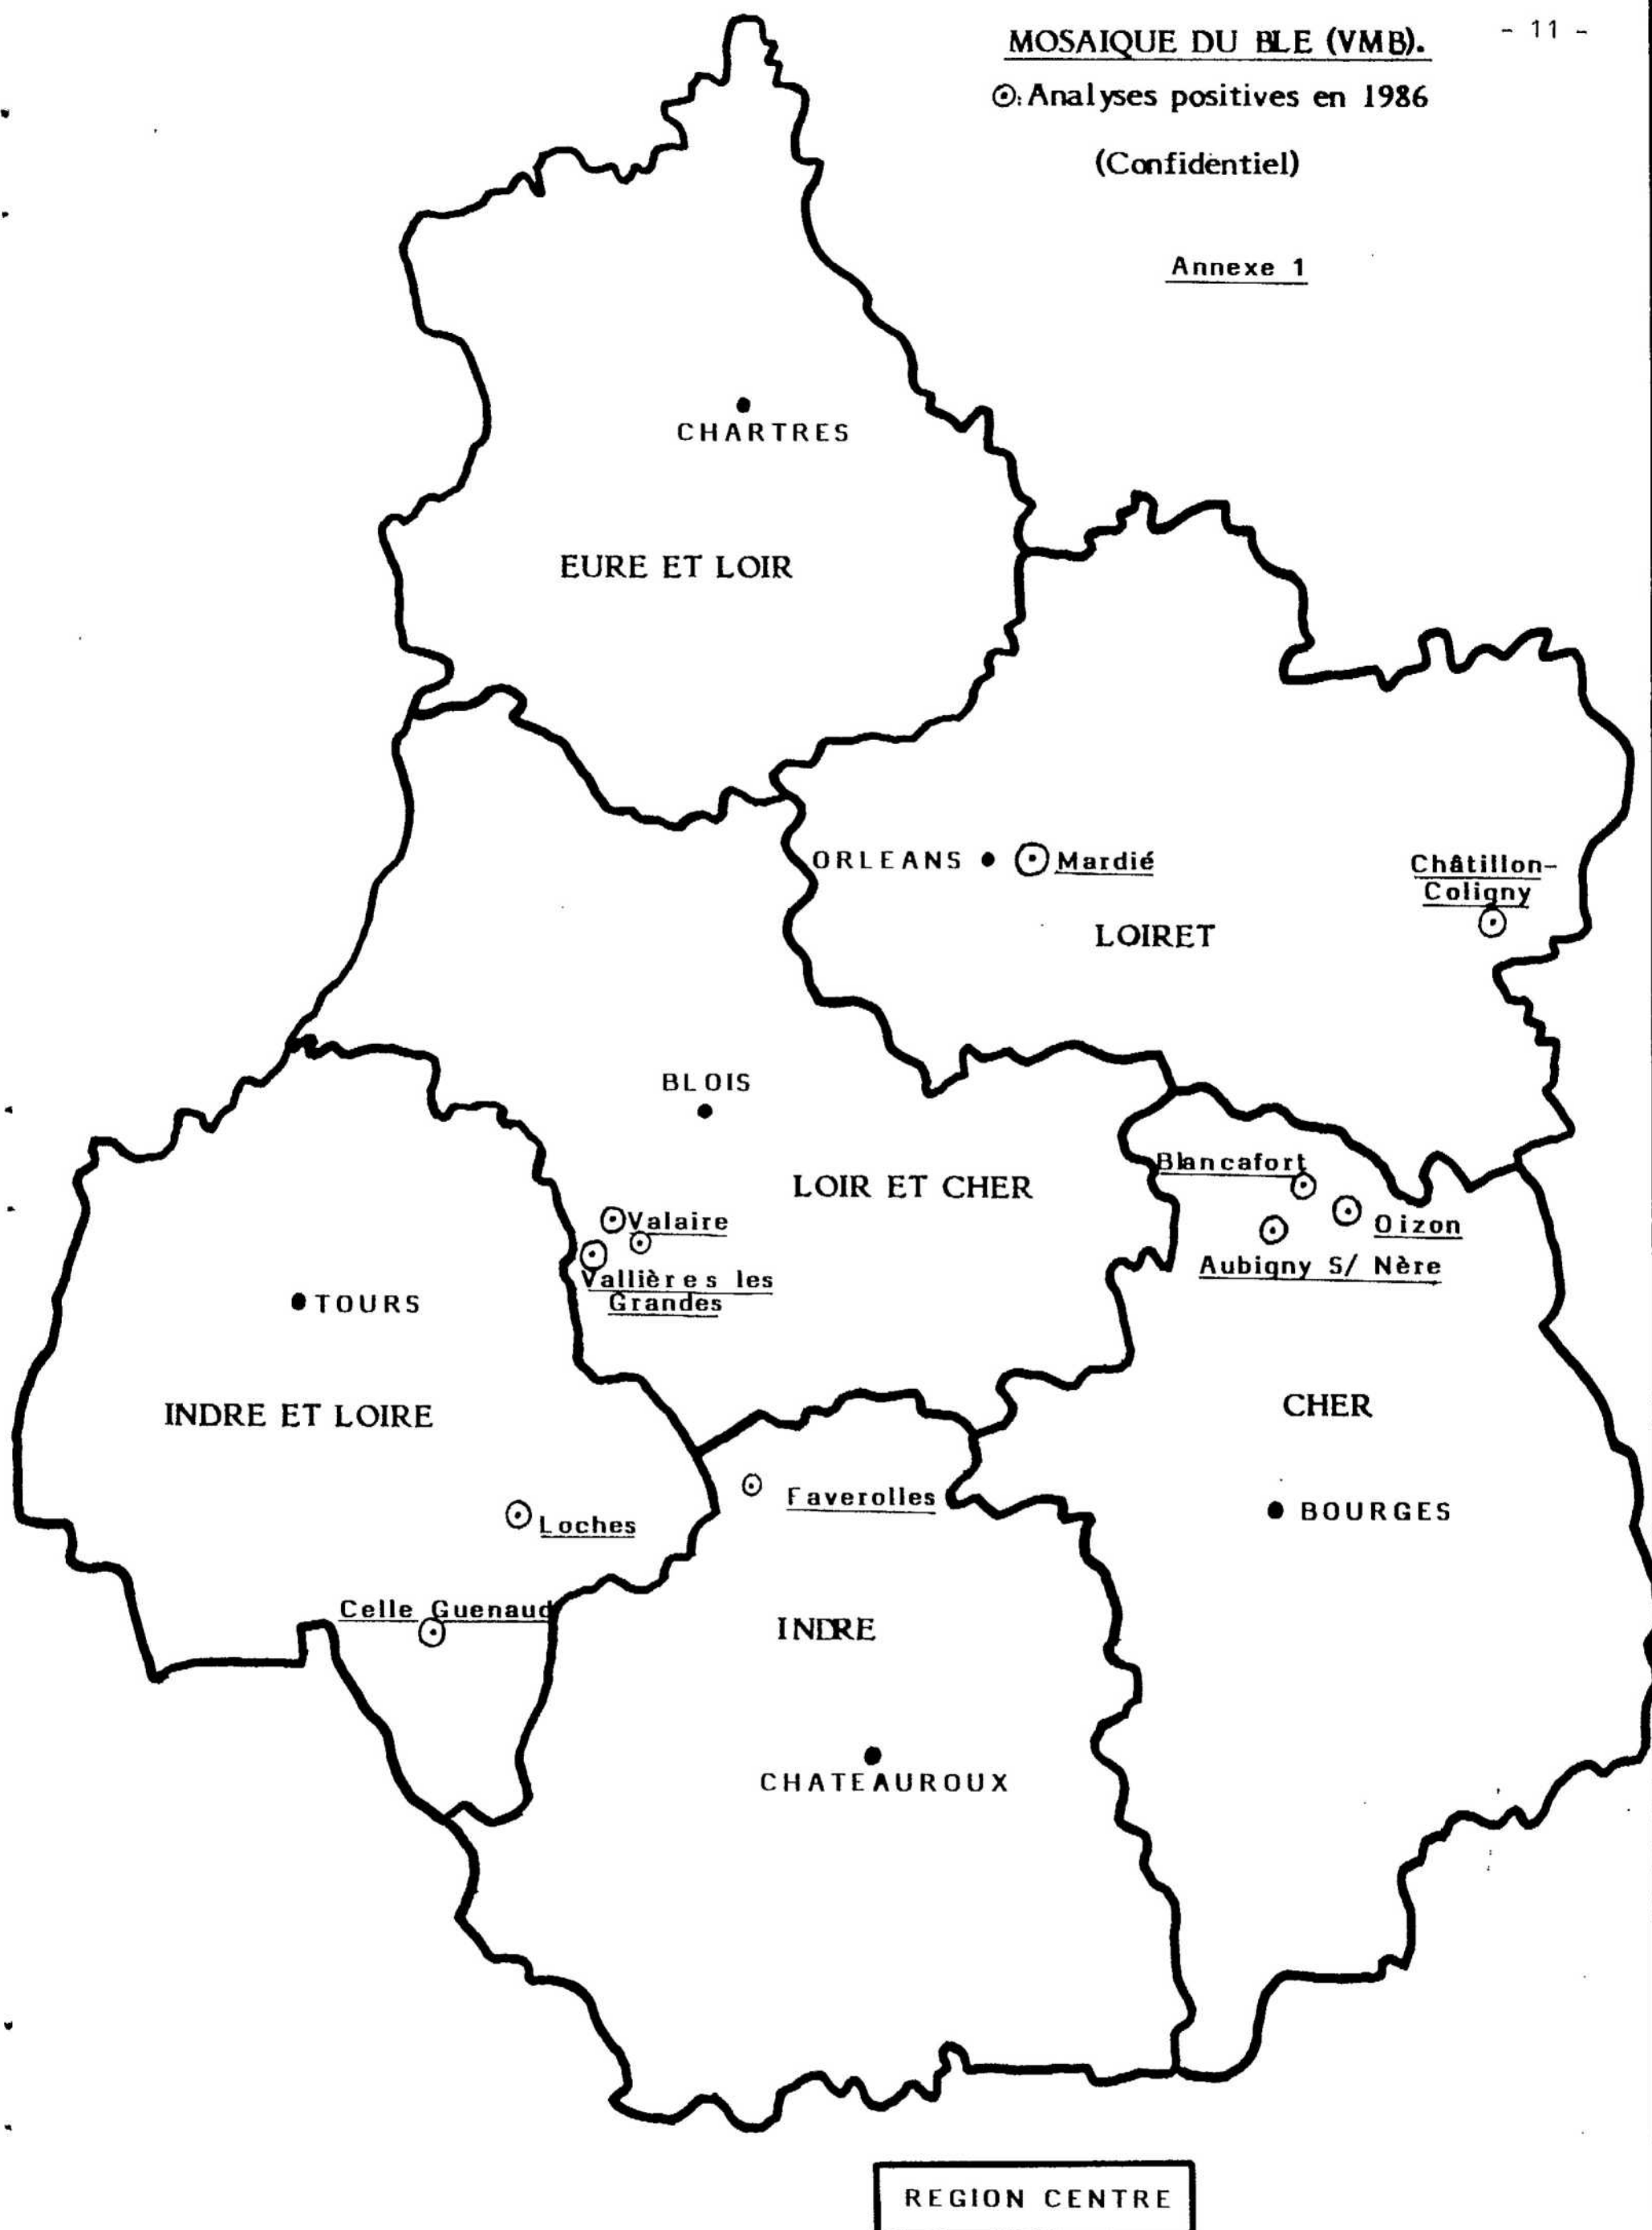 - 11 -
MOSAIQUE DU BLE (VMB).
⊙: Analyses positives en 1986
(Confidentiel)
Annexe 1
CHARTRES
EURE ET LOIR
ORLEANS
Mardié
Châtillon-
Coligny
LOIRET
BLOIS
Blancafort
LOIR ET CHER
Valaire
Oizon
Aubigny S/ Nère
Vallières les
Grandes
TOURS
CHER
INDRE ET LOIRE
Faverolles
BOURGES
Loches
Celle Guenaud
INDRE
CHATEAUROUX
REGION CENTRE